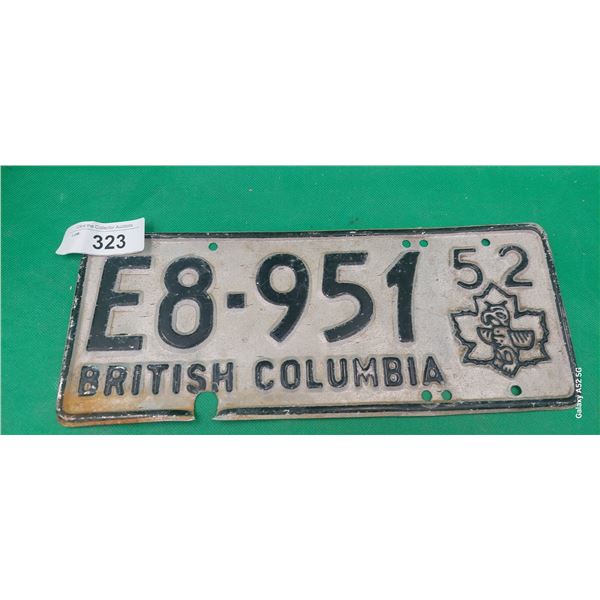 323
E8-951
52
BRITISH COLUMBIA
Galaxy A52 5G